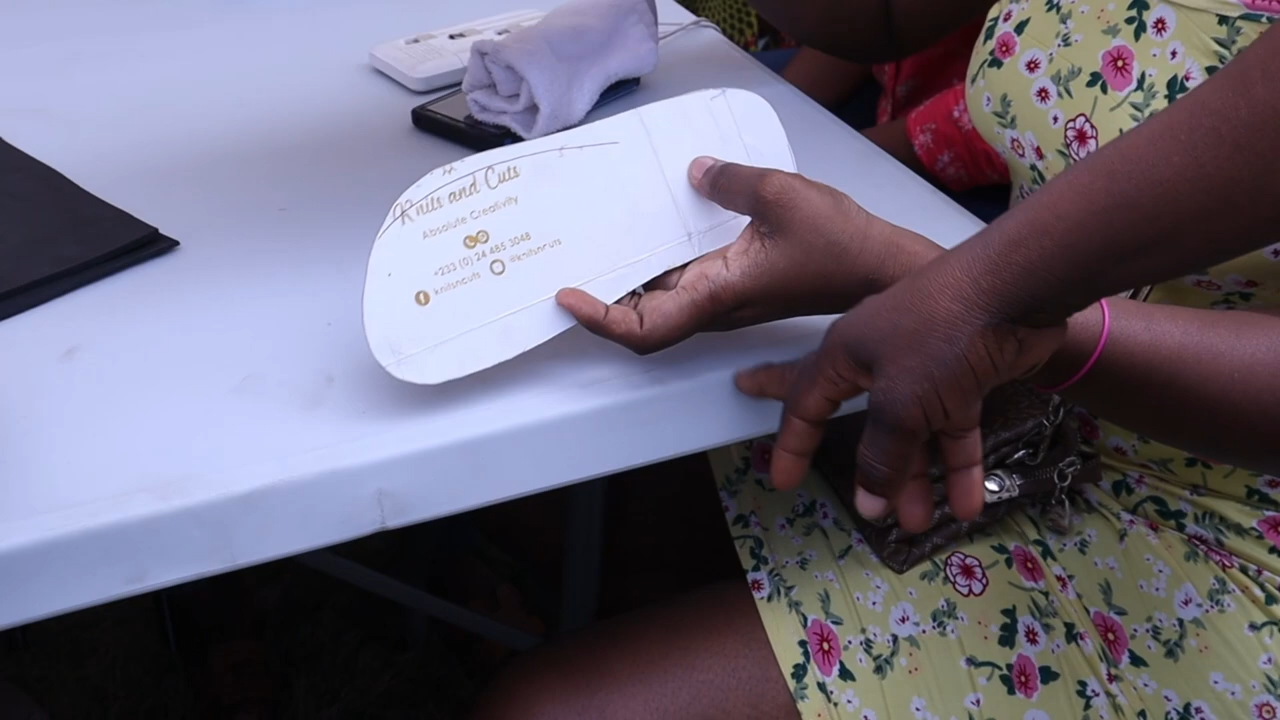 Knits and Cuts
Absolute Creativity
+233 (0) 24 485 3048
knitsncuts @knitsncuts